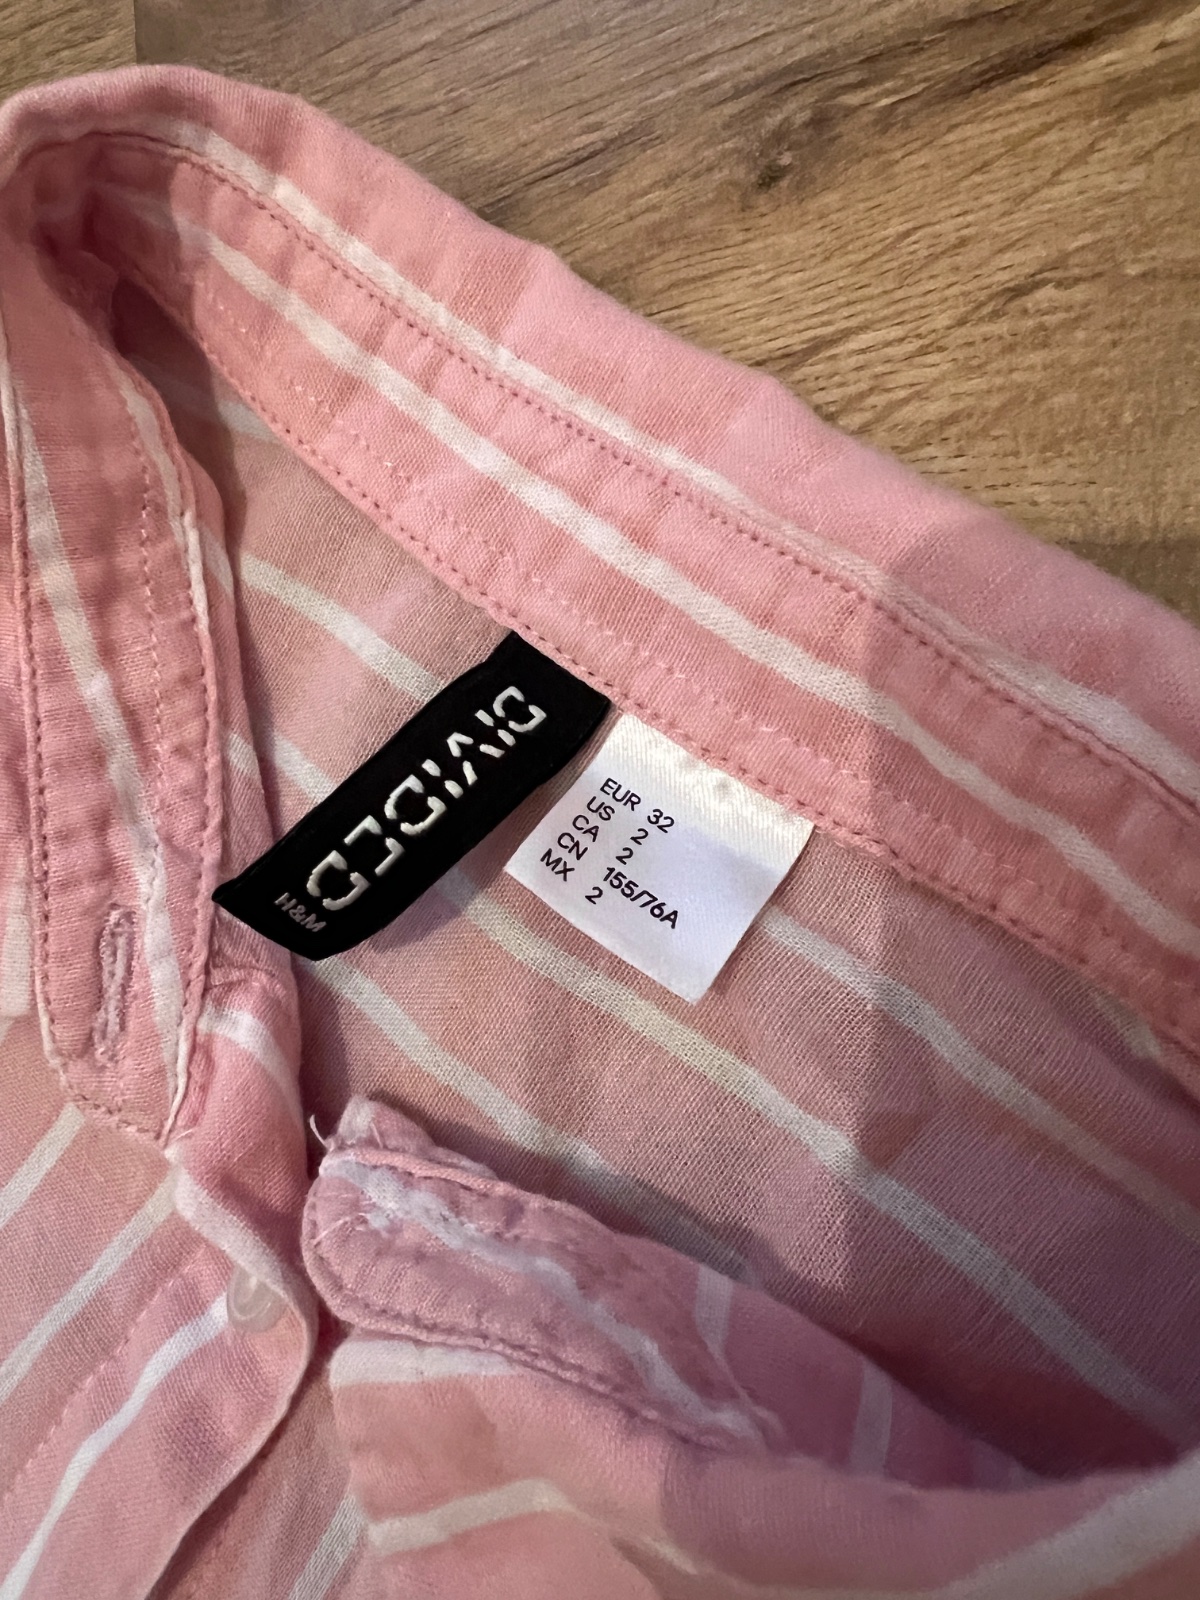 DIVIDED
H&M
EUR 32
US 2
CA 2
CN 155/76A
MX 2